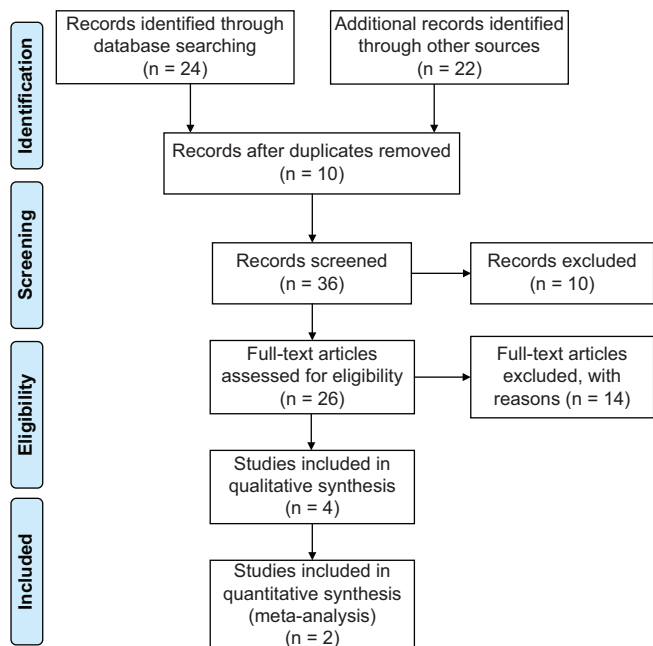 Identification
Records identified through
database searching
(n = 24)
Additional records identified
through other sources
(n = 22)
Records after duplicates removed
(n = 10)
Screening
Records screened
(n = 36)
Records excluded
(n = 10)
Eligibility
Full-text articles
assessed for eligibility
(n = 26)
Full-text articles
excluded, with
reasons (n = 14)
Studies included in
qualitative synthesis
(n = 4)
Included
Studies included in
quantitative synthesis
(meta-analysis)
(n = 2)